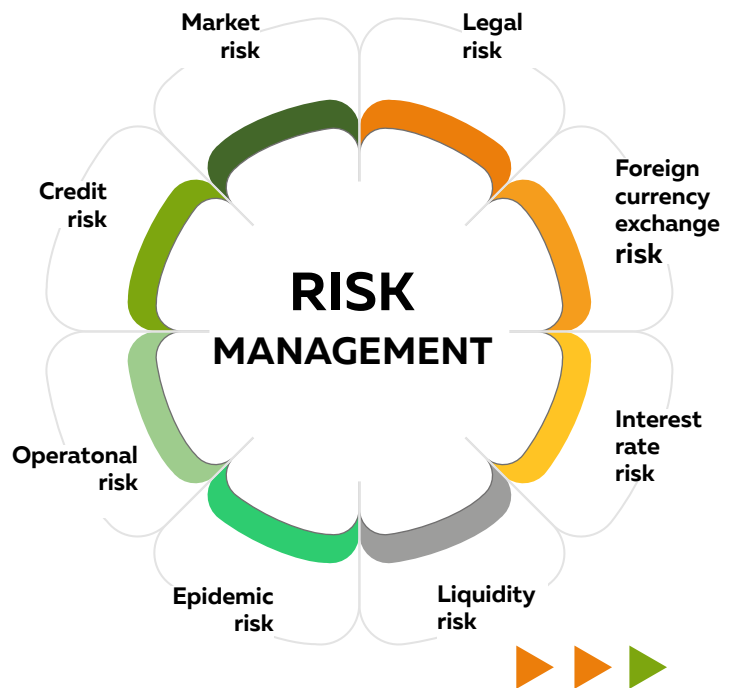 Market
risk
Legal
risk
Credit
risk
Foreign
currency
exchange
risk
RISK
MANAGEMENT
Operatonal
risk
Interest
rate
risk
Epidemic
risk
Liquidity
risk